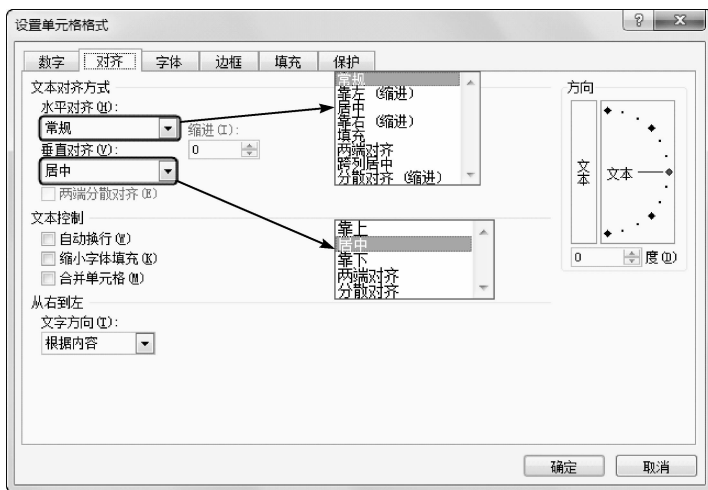 设置单元格格式
数字 对齐 字体 边框 填充 保护
文本对齐方式
水平对齐(H):
常规
缩进(I):
0
垂直对齐(V):
居中
两端分散对齐(E)
文本控制
自动换行(W)
缩小字体填充(K)
合并单元格(M)
从右到左
文字方向(T):
根据内容
常规
靠左 (缩进)
居中
靠右 (缩进)
填充
两端对齐
跨列居中
分散对齐 (缩进)
靠上
居中
靠下
两端对齐
分散对齐
方向
文本
文本
0 度(D)
确定 取消